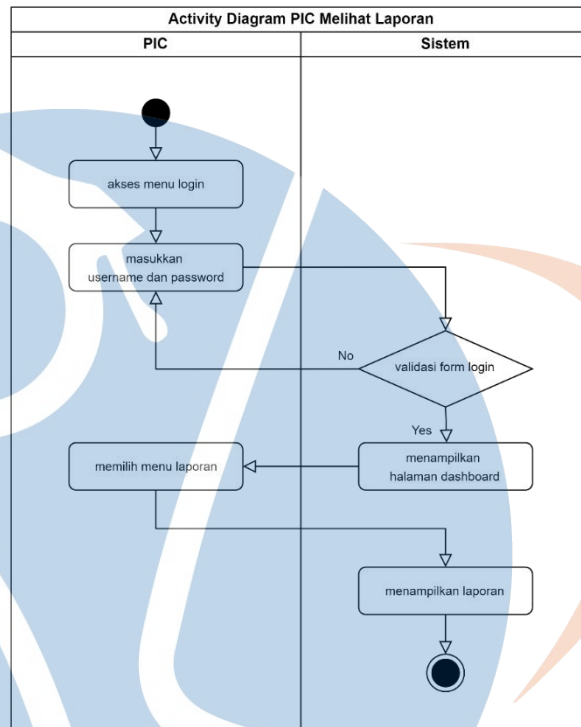 Activity Diagram PIC Melihat Laporan
PIC
Sistem
akses menu login
masukkan
username dan password
validasi form login
No
Yes
menampilkan
halaman dashboard
memilih menu laporan
menampilkan laporan